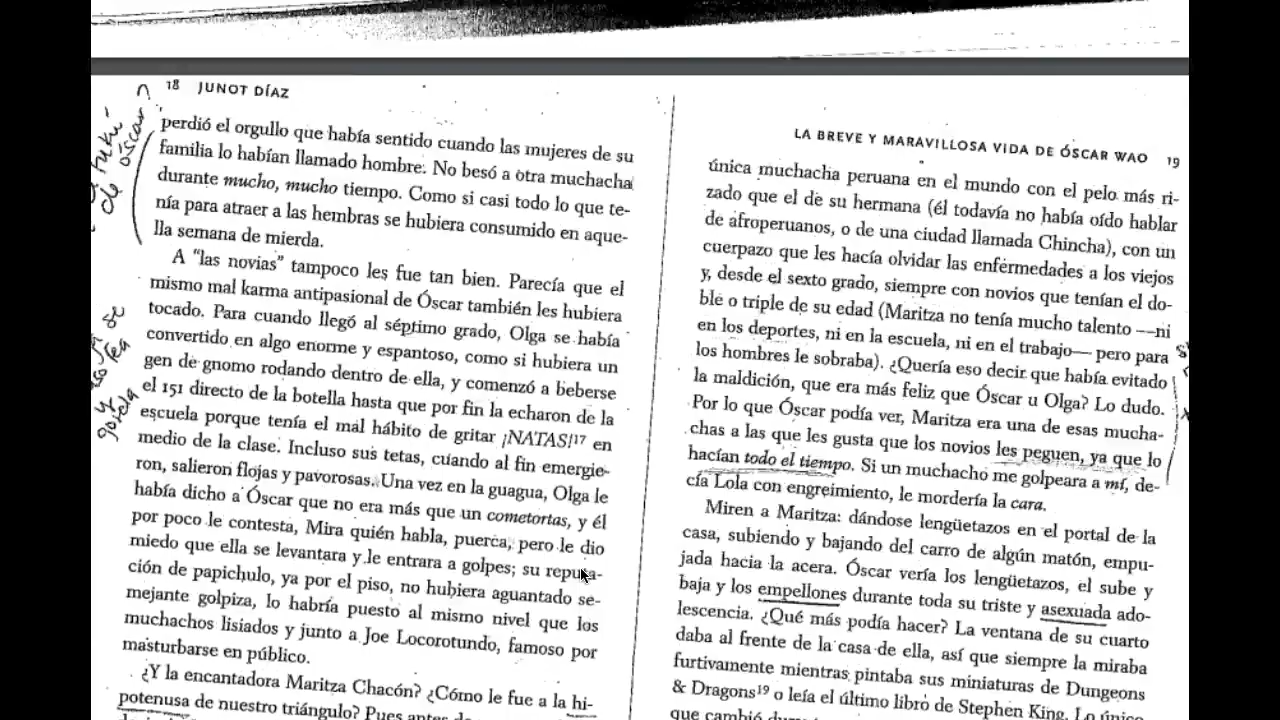 18 JUNOT DÍAZ
perdió el orgullo que había sentido cuando las mujeres de su
familia lo habían llamado hombre. No besó a otra muchacha
durante mucho, mucho tiempo. Como si casi todo lo que te-
nía para atraer a las hembras se hubiera consumido en aque-
lla semana de mierda.
A "las novias" tampoco les fue tan bien. Parecía que el
mismo mal karma antipasional de Óscar también les hubiera
tocado. Para cuando llegó al séptimo grado, Olga se había
convertido en algo enorme y espantoso, como si hubiera un
gen de gnomo rodando dentro de ella, y comenzó a beberse
el 151 directo de la botella hasta que por fin la echaron de la
escuela porque tenía el mal hábito de gritar ¡NATAS!17 en
medio de la clase. Incluso sus tetas, cuando al fin emergie-
ron, salieron flojas y pavorosas. Una vez en la guagua, Olga le
había dicho a Óscar que no era más que un cometortas, y él
por poco le contesta, Mira quién habla, puerca, pero le dio
miedo que ella se levantara y le entrara a golpes; su reputa-
ción de papichulo, ya por el piso, no hubiera aguantado se-
mejante golpiza, lo habría puesto al mismo nivel que los
muchachos lisiados y junto a Joe Locorotundo, famoso por
masturbarse en público.
¿Y la encantadora Maritza Chacón? ¿Cómo le fue a la hi-
potenusa de nuestro triángulo? Pues antes de
fukú
de óscar?
de
LA BREVE Y MARAVILLOSA VIDA DE ÓSCAR WAO 19
única muchacha peruana en el mundo con el pelo más ri-
zado que el de su hermana (él todavía no había oído hablar
de afroperuanos, o de una ciudad llamada Chincha), con un
cuerpazo que les hacía olvidar las enfermedades a los viejos
y, desde el sexto grado, siempre con novios que tenían el do-
ble o triple de su edad (Maritza no tenía mucho talento —ni
en los deportes, ni en la escuela, ni en el trabajo— pero para
los hombres le sobraba). ¿Quería eso decir que había evitado
la maldición, que era más feliz que Óscar u Olga? Lo dudo.
Por lo que Óscar podía ver, Maritza era una de esas mucha-
chas a las que les gusta que los novios les peguen, ya que lo
hacían todo el tiempo. Si un muchacho me golpeara a mí, de-
cía Lola con engreimiento, le mordería la cara.
Miren a Maritza: dándose lengüetazos en el portal de la
casa, subiendo y bajando del carro de algún matón, empu-
jada hacia la acera. Óscar vería los lengüetazos, el sube y
baja y los empellones durante toda su triste y asexuada ado-
lescencia. ¿Qué más podía hacer? La ventana de su cuarto
daba al frente de la casa de ella, así que siempre la miraba
furtivamente mientras pintaba sus miniaturas de Dungeons
& Dragons19 o leía el último libro de Stephen King. Lo único
que cambió